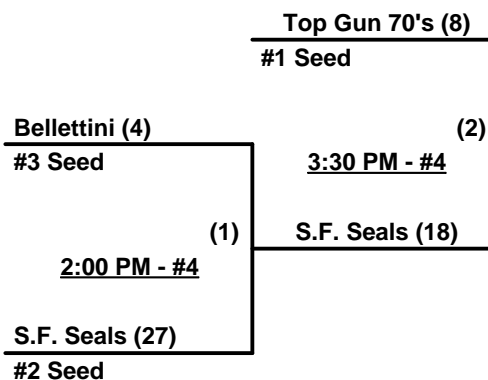 Top Gun 70's (8)
#1 Seed
Bellettini (4)
(2)
#3 Seed
3:30 PM - #4
(1)
S.F. Seals (18)
2:00 PM - #4
S.F. Seals (27)
#2 Seed